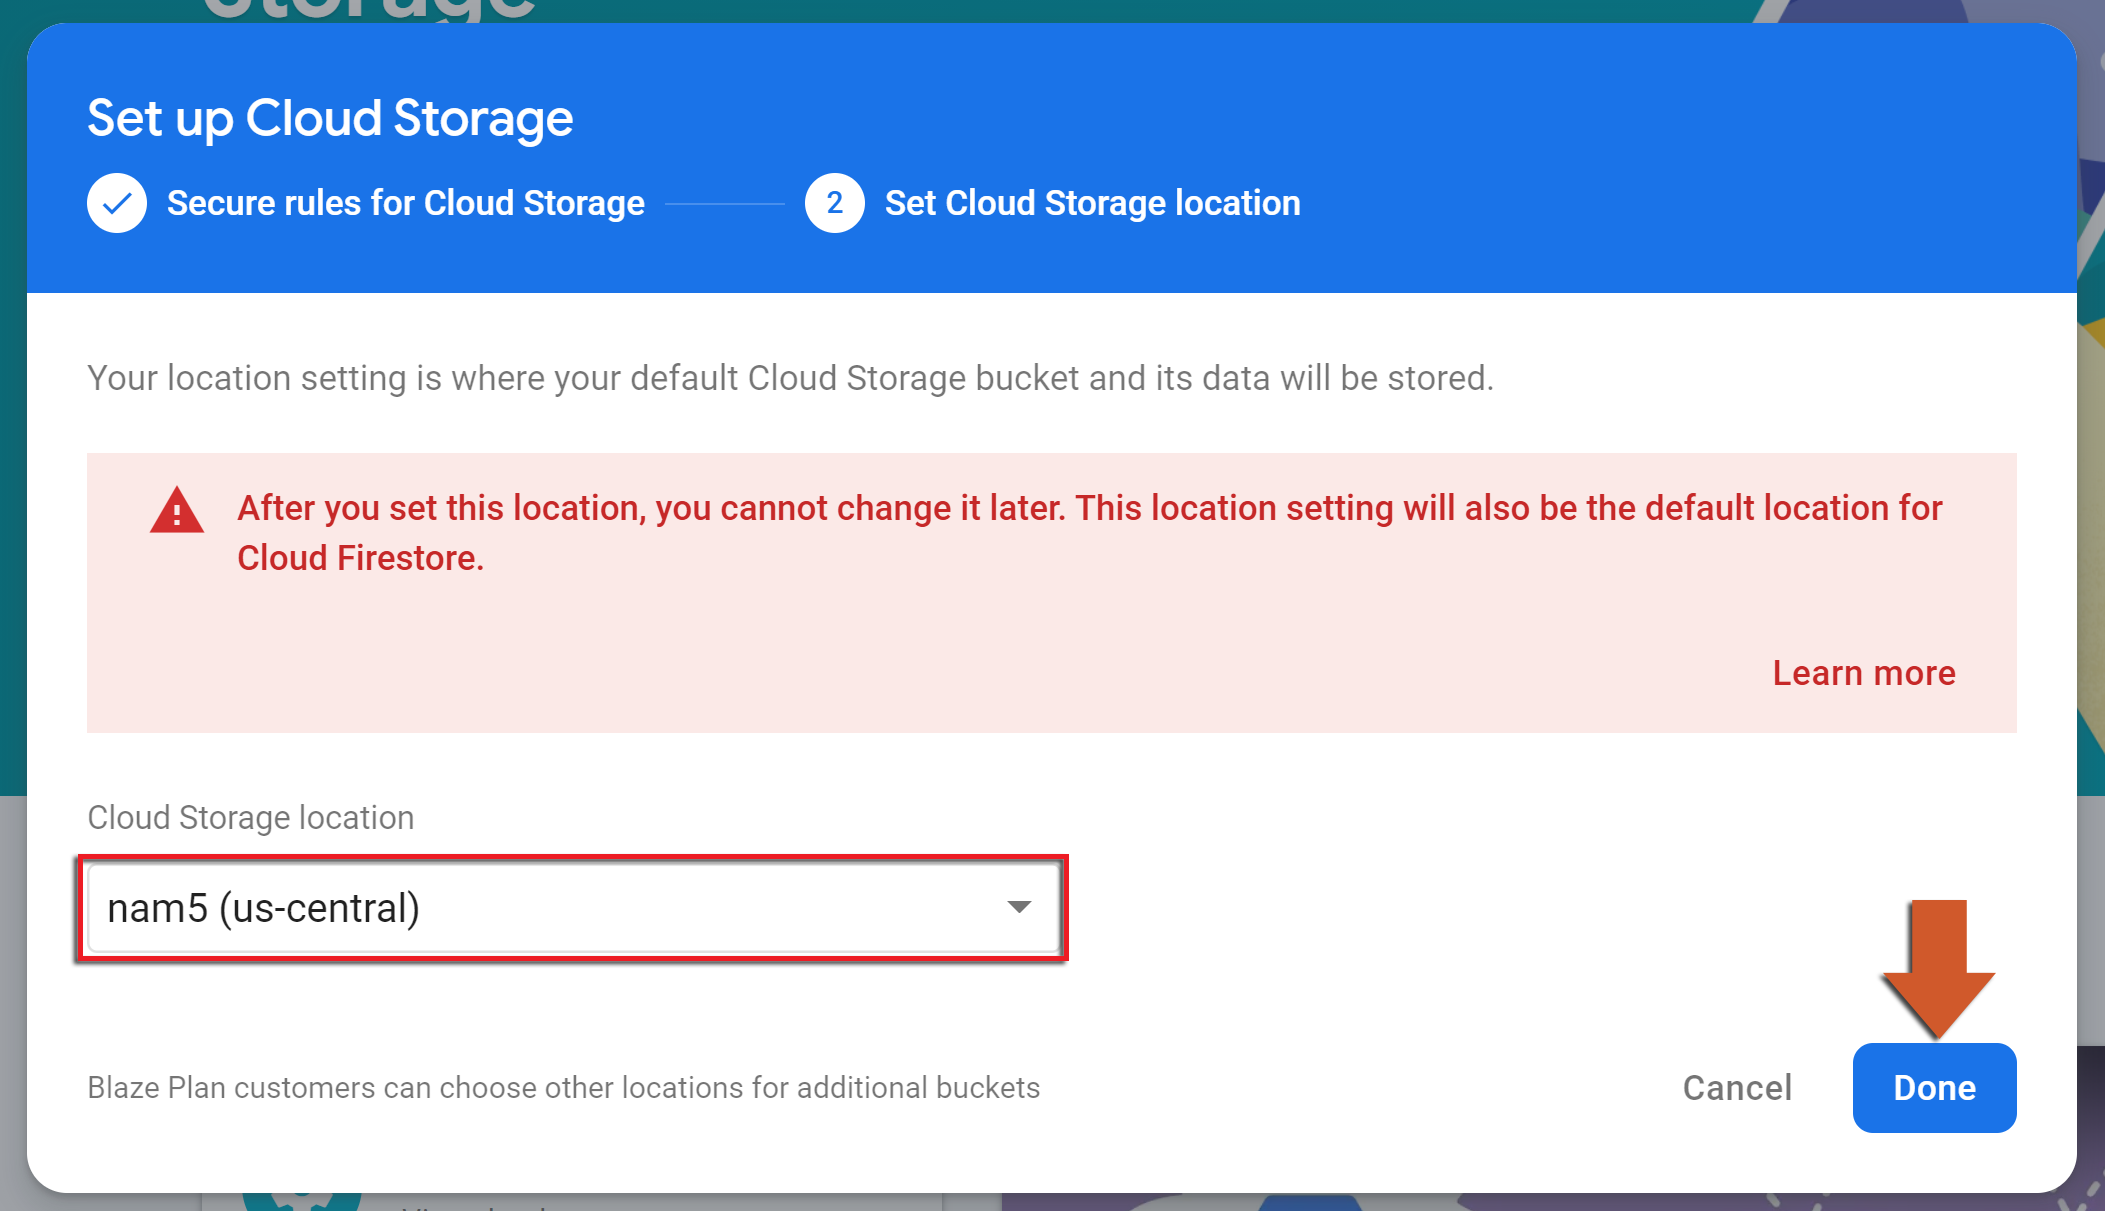 Storage
Set up Cloud Storage
Secure rules for Cloud Storage
2 Set Cloud Storage location
Your location setting is where your default Cloud Storage bucket and its data will be stored.
After you set this location, you cannot change it later. This location setting will also be the default location for
Cloud Firestore.
Learn more
Cloud Storage location
nam5 (us-central)
Blaze Plan customers can choose other locations for additional buckets
Cancel
Done